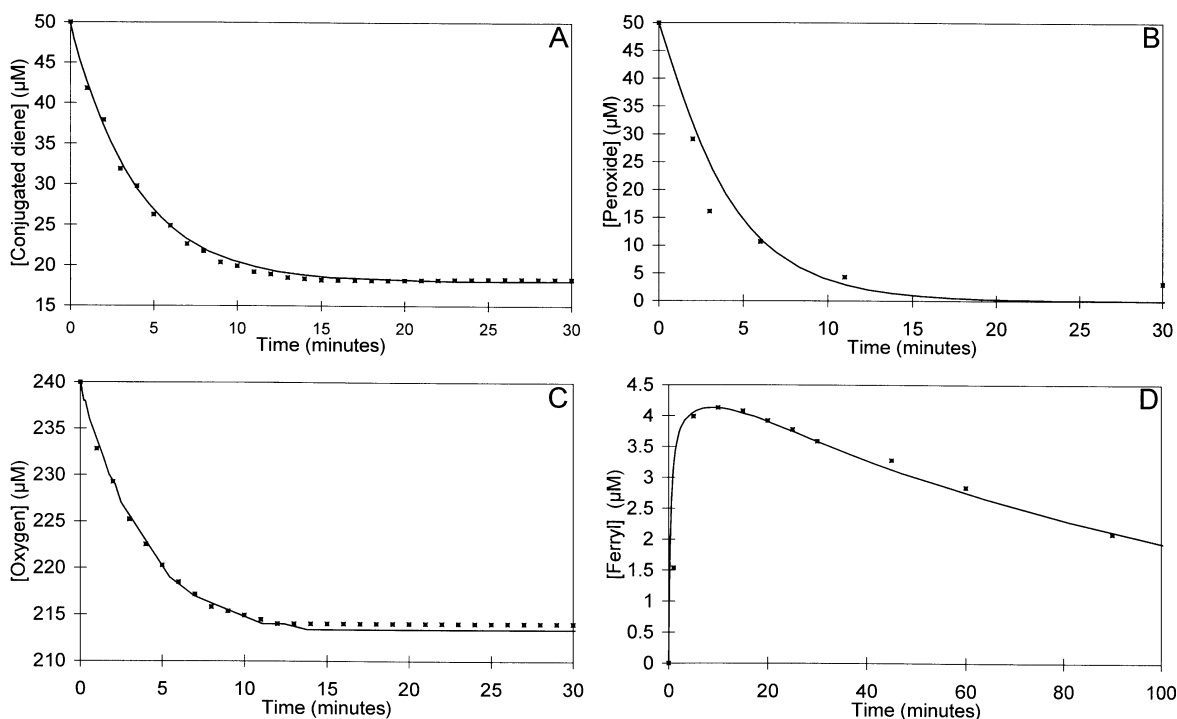 A
[Conjugated diene] (µM)
50
45
40
35
30
25
20
15
0 5 10 15 20 25 30
Time (minutes)
B
[Peroxide] (µM)
50
45
40
35
30
25
20
15
10
5
0
0 5 10 15 20 25 30
Time (minutes)
C
[Oxygen] (µM)
240
235
230
225
220
215
210
0 5 10 15 20 25 30
Time (minutes)
D
[Ferryl] (µM)
4.5
4
3.5
3
2.5
2
1.5
1
0.5
0
0 20 40 60 80 100
Time (minutes)